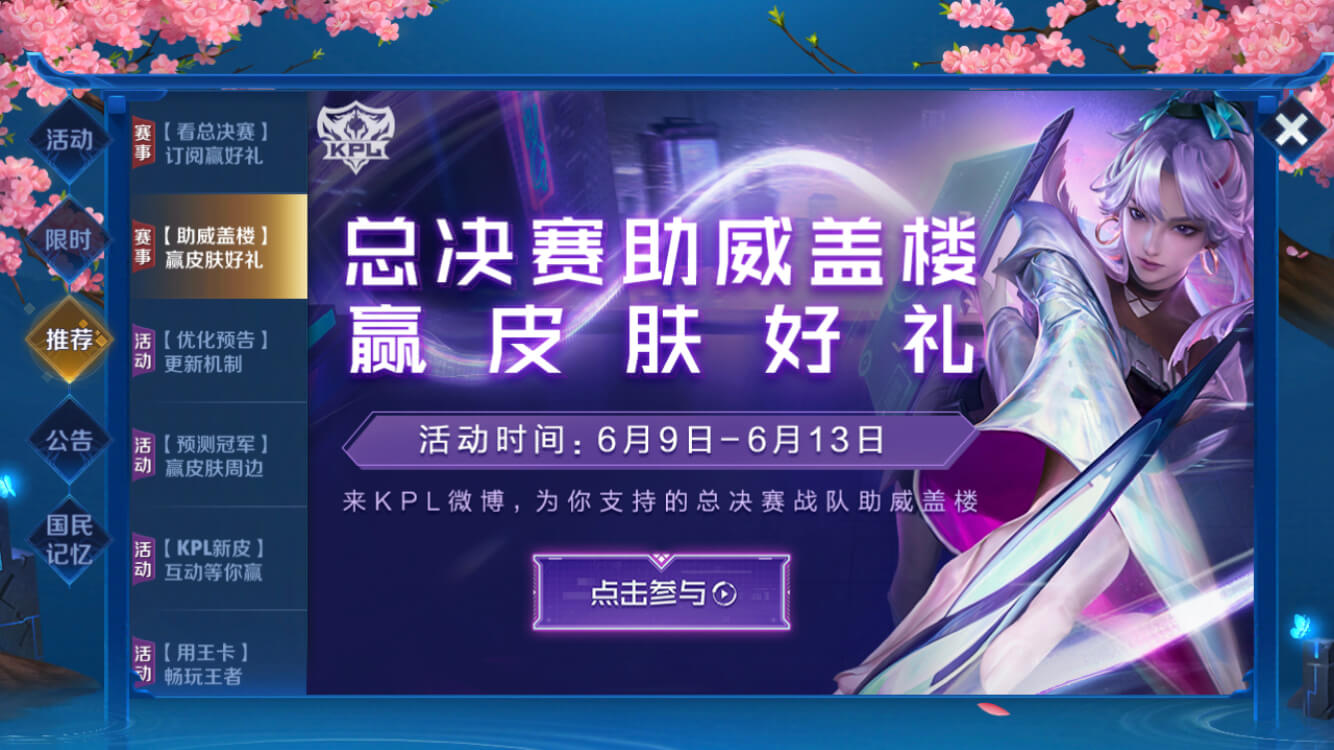 活动
限时
推荐
公告
国民
记忆
赛事
【看总决赛】
订阅赢好礼
赛事
【助威盖楼】
赢皮肤好礼
活动
【优化预告】
更新机制
活动
【预测冠军】
赢皮肤周边
活动
【KPL新皮】
互动等你赢
活动
【用王卡】
畅玩王者
KPL
总决赛助威盖楼
赢皮肤好礼
活动时间:6月9日-6月13日
来KPL微博,为你支持的总决赛战队助威盖楼
点击参与